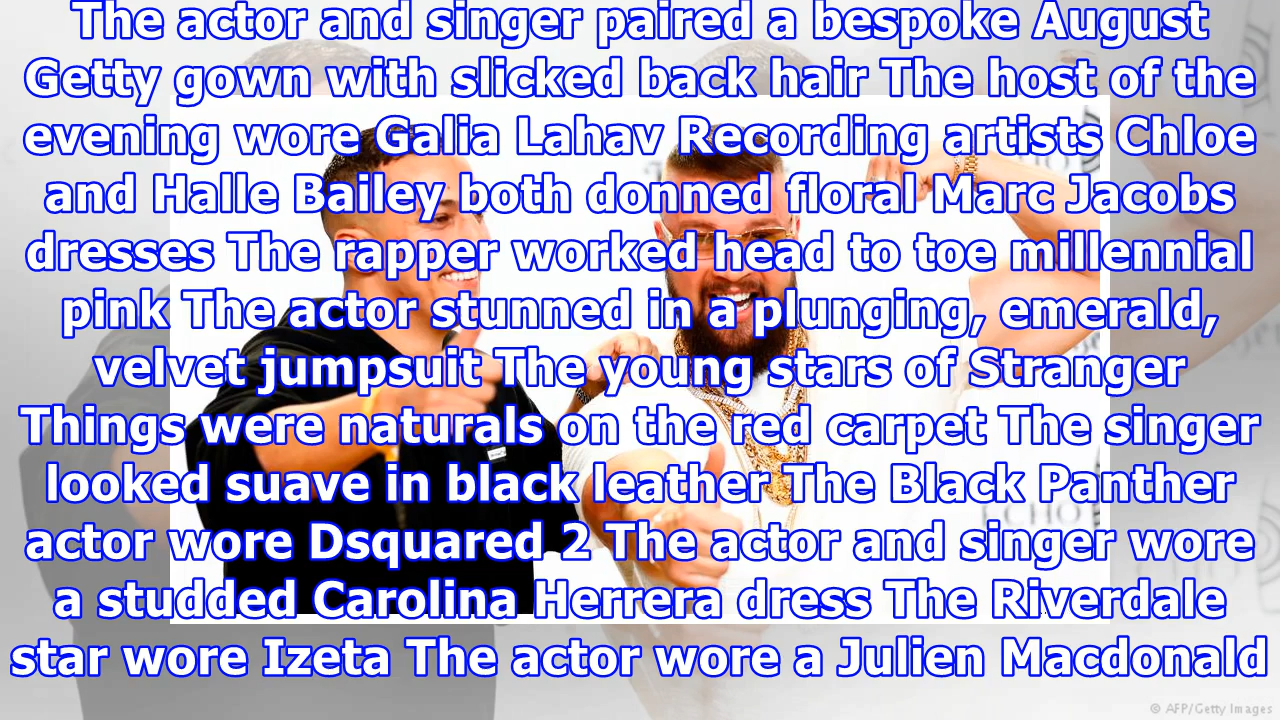 The actor and singer paired a bespoke August
Getty gown with slicked back hair The host of the
evening wore Galia Lahav Recording artists Chloe
and Halle Bailey both donned floral Marc Jacobs
dresses The rapper worked head to toe millennial
pink The actor stunned in a plunging, emerald,
velvet jumpsuit The young stars of Stranger
Things were naturals on the red carpet The singer
looked suave in black leather The Black Panther
actor wore Dsquared 2 The actor and singer wore
ECHO
a studded Carolina Herrera dress The Riverdale
star wore Izeta The actor wore a Julien Macdonald
© AFP/Getty Images